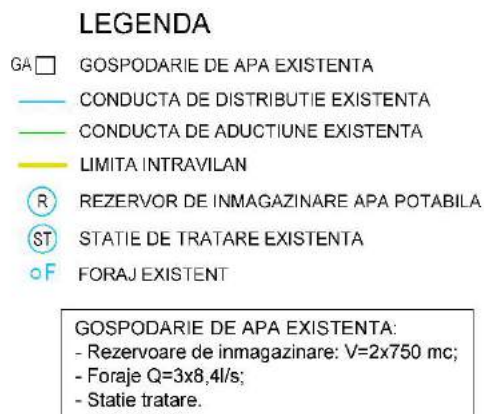 LEGENDA
GA GOSPODARIE DE APA EXISTENTA
CONDUCTA DE DISTRIBUTIE EXISTENTA
CONDUCTA DE ADUCTIUNE EXISTENTA
LIMITA INTRAVILAN
R REZERVOR DE INMAGAZINARE APA POTABILA
ST STATIE DE TRATARE EXISTENTA
F FORAJ EXISTENT
GOSPODARIE DE APA EXISTENTA:
- Rezervoare de inmagazinare: V=2x750 mc;
- Foraje Q=3x8,4l/s;
- Statie tratare.